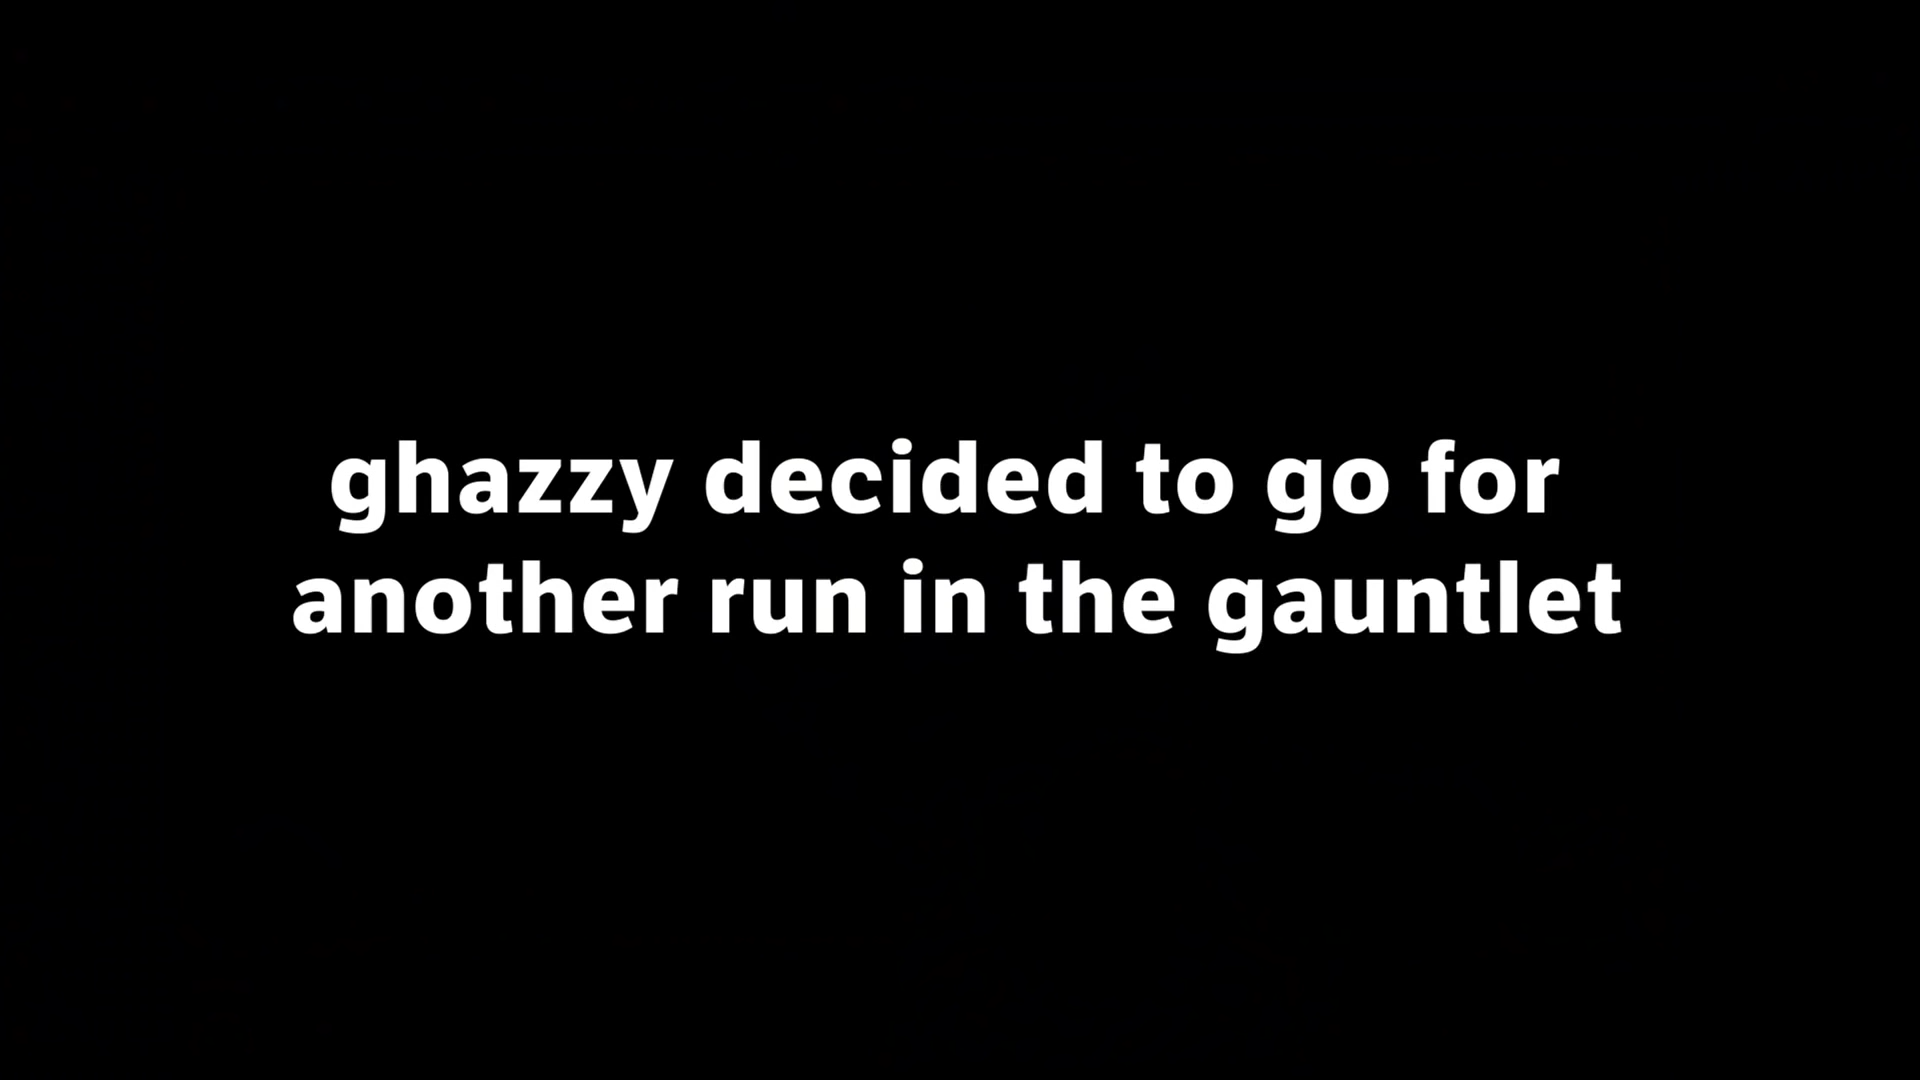 ghazzy decided to go for
another run in the gauntlet